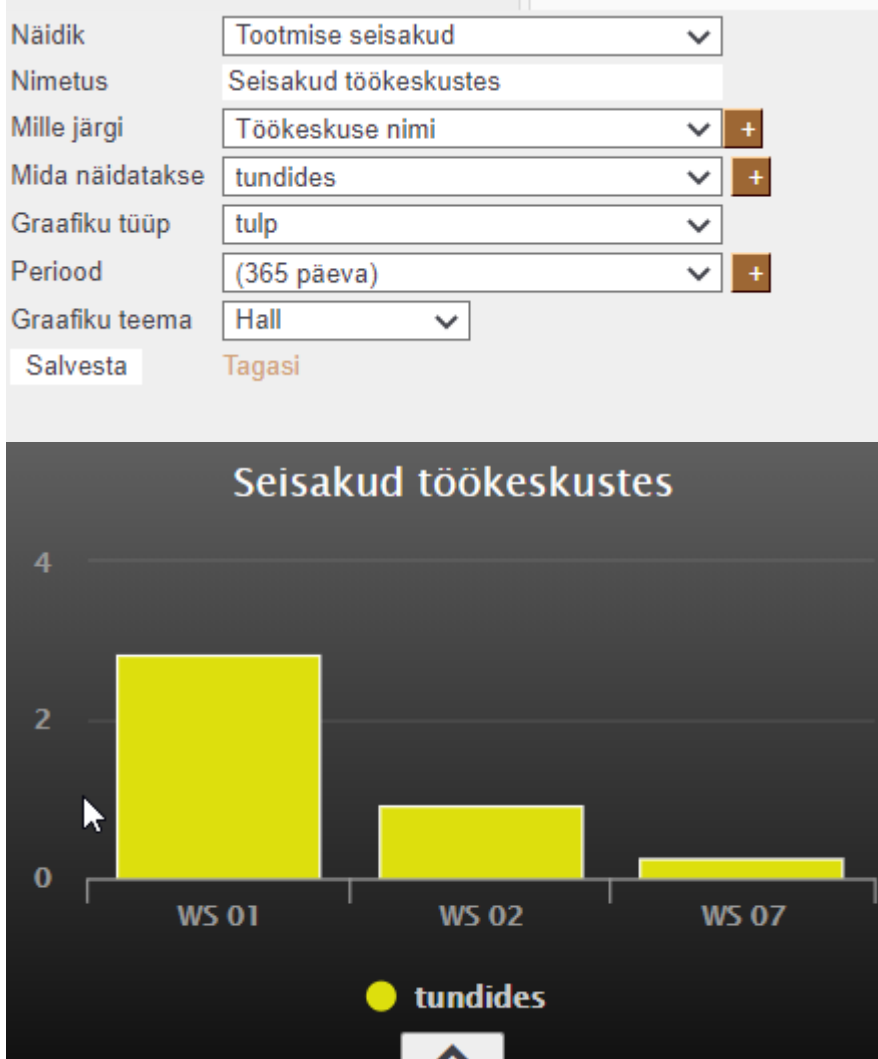 Näidik Tootmise seisakud
Nimetus Seisakud töökeskustes
Mille järgi Töökeskuse nimi +
Mida näidatakse tundides +
Graafiku tüüp tulp
Periood (365 päeva) +
Graafiku teema Hall
Salvesta Tagasi
Seisakud töökeskustes
4
2
0
WS 01 WS 02 WS 07
tundides